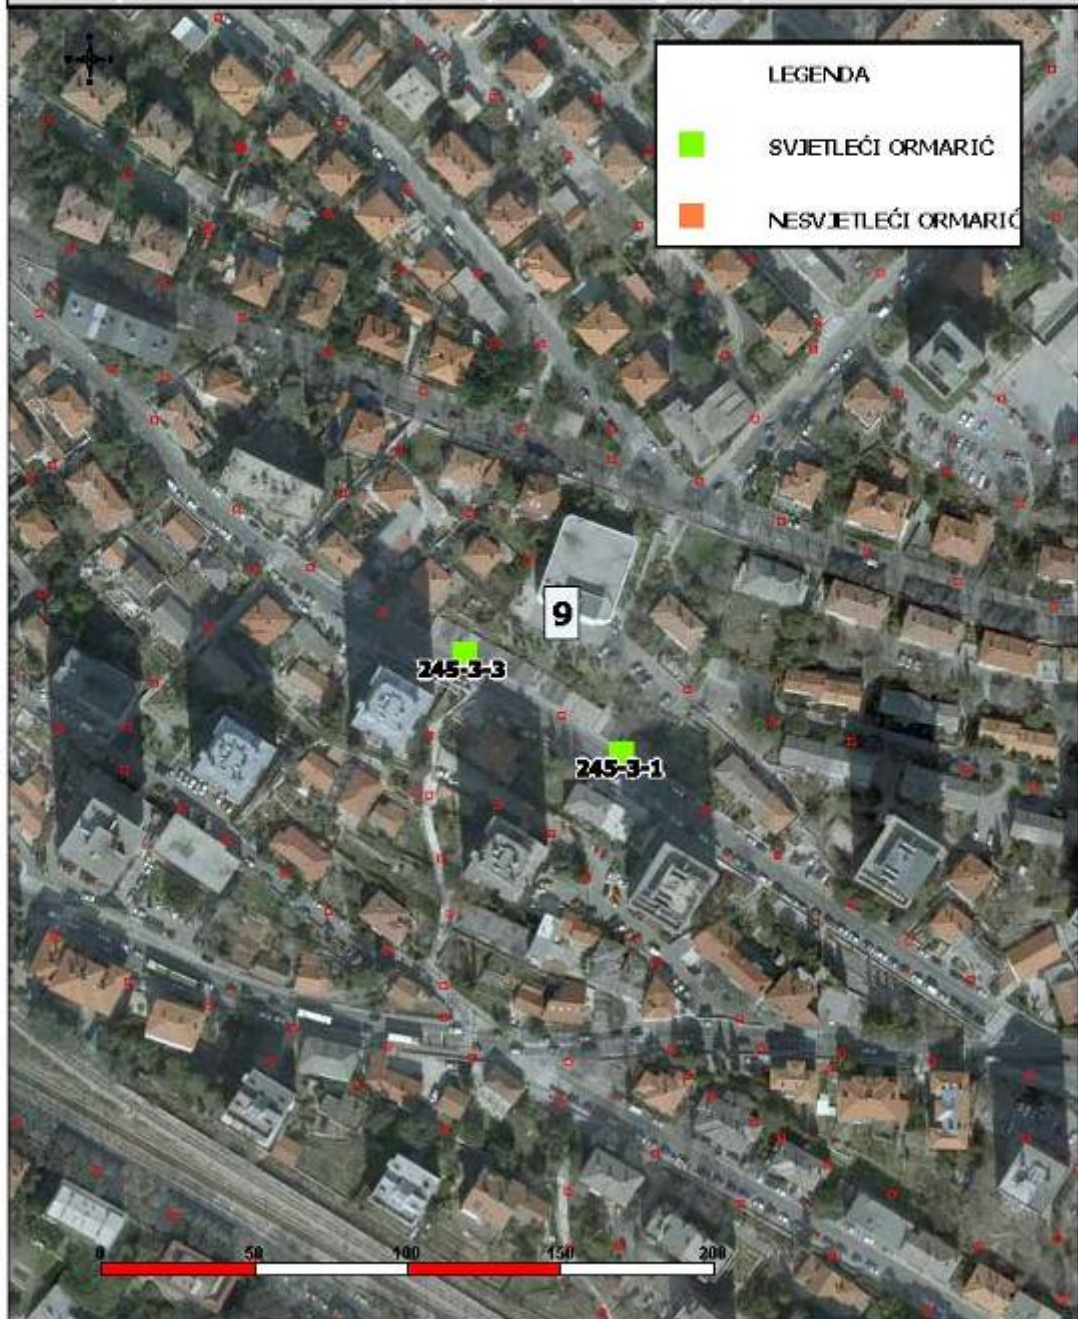 LEGENDA
SVJETLEĆI ORMARIĆ
NESVJETLEĆI ORMARIĆ
9
245-3-3
245-3-1
0 50 100 150 200